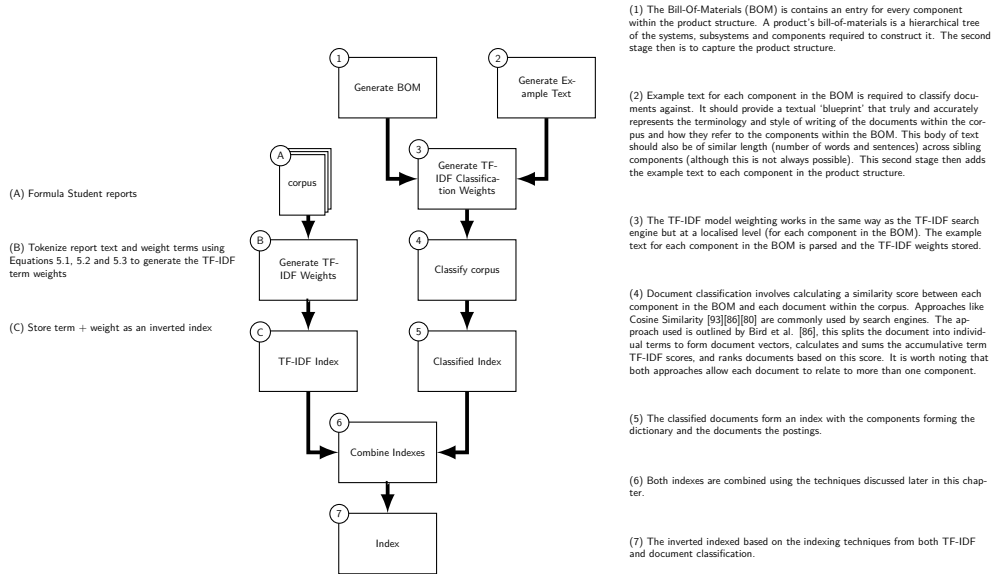 (A) Formula Student reports
(B) Tokenize report text and weight terms using
Equations 5.1, 5.2 and 5.3 to generate the TF-IDF
term weights
(C) Store term + weight as an inverted index
1
Generate BOM
2
Generate Ex-
ample Text
A
corpus
3
Generate TF-
IDF Classifica-
tion Weights
B
Generate TF-
IDF Weights
4
Classify corpus
C
TF-IDF Index
5
Classified Index
6
Combine Indexes
7
Index
(1) The Bill-Of-Materials (BOM) is contains an entry for every component
within the product structure. A product's bill-of-materials is a hierarchical tree
of the systems, subsystems and components required to construct it. The second
stage then is to capture the product structure.
(2) Example text for each component in the BOM is required to classify docu-
ments against. It should provide a textual 'blueprint' that truly and accurately
represents the terminology and style of writing of the documents within the cor-
pus and how they refer to the components within the BOM. This body of text
should also be of similar length (number of words and sentences) across sibling
components (although this is not always possible). This second stage then adds
the example text to each component in the product structure.
(3) The TF-IDF model weighting works in the same way as the TF-IDF search
engine but at a localised level (for each component in the BOM). The example
text for each component in the BOM is parsed and the TF-IDF weights stored.
(4) Document classification involves calculating a similarity score between each
component in the BOM and each document within the corpus. Approaches like
Cosine Similarity [93][86][80] are commonly used by search engines. The ap-
proach used is outlined by Bird et al. [86], this splits the document into individ-
ual terms to form document vectors, calculates and sums the accumulative term
TF-IDF scores, and ranks documents based on this score. It is worth noting that
both approaches allow each document to relate to more than one component.
(5) The classified documents form an index with the components forming the
dictionary and the documents the postings.
(6) Both indexes are combined using the techniques discussed later in this chap-
ter.
(7) The inverted indexed based on the indexing techniques from both TF-IDF
and document classification.